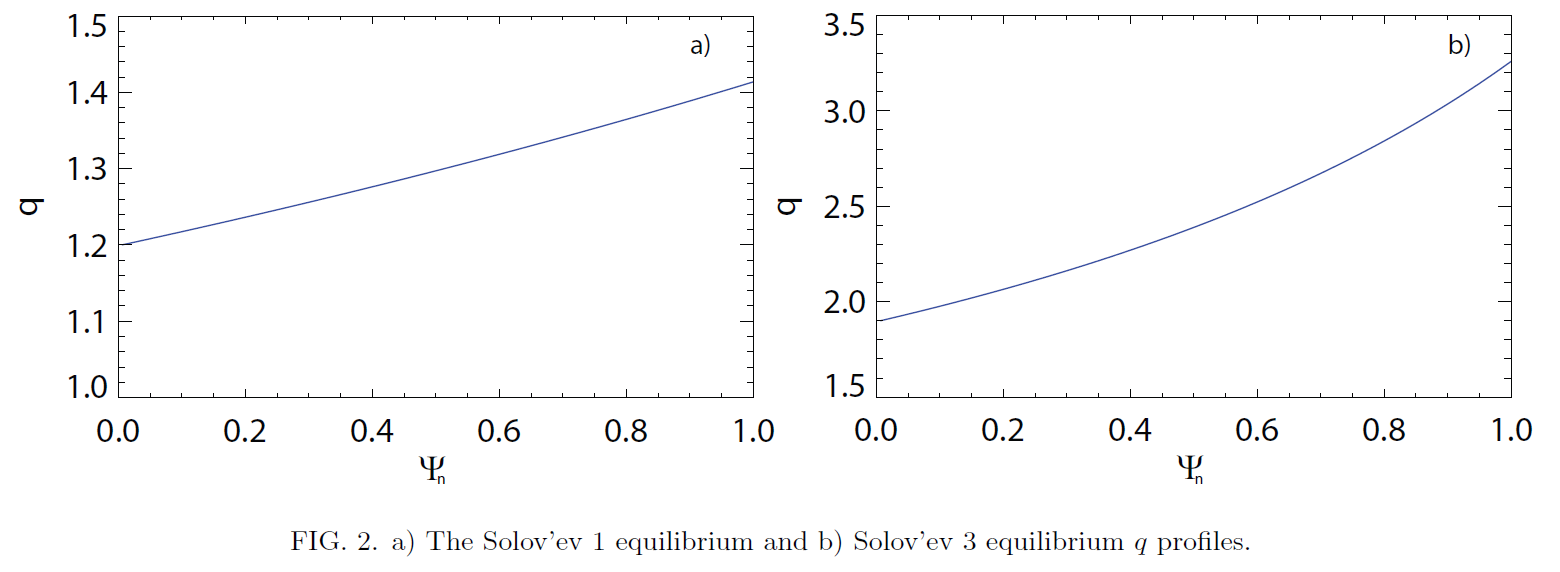 a)
1.5
1.4
1.3
1.2
1.1
1.0
q
0.0 0.2 0.4 0.6 0.8 1.0
Ψn
b)
3.5
3.0
2.5
2.0
1.5
q
0.0 0.2 0.4 0.6 0.8 1.0
Ψn
FIG. 2. a) The Solov'ev 1 equilibrium and b) Solov'ev 3 equilibrium q profiles.